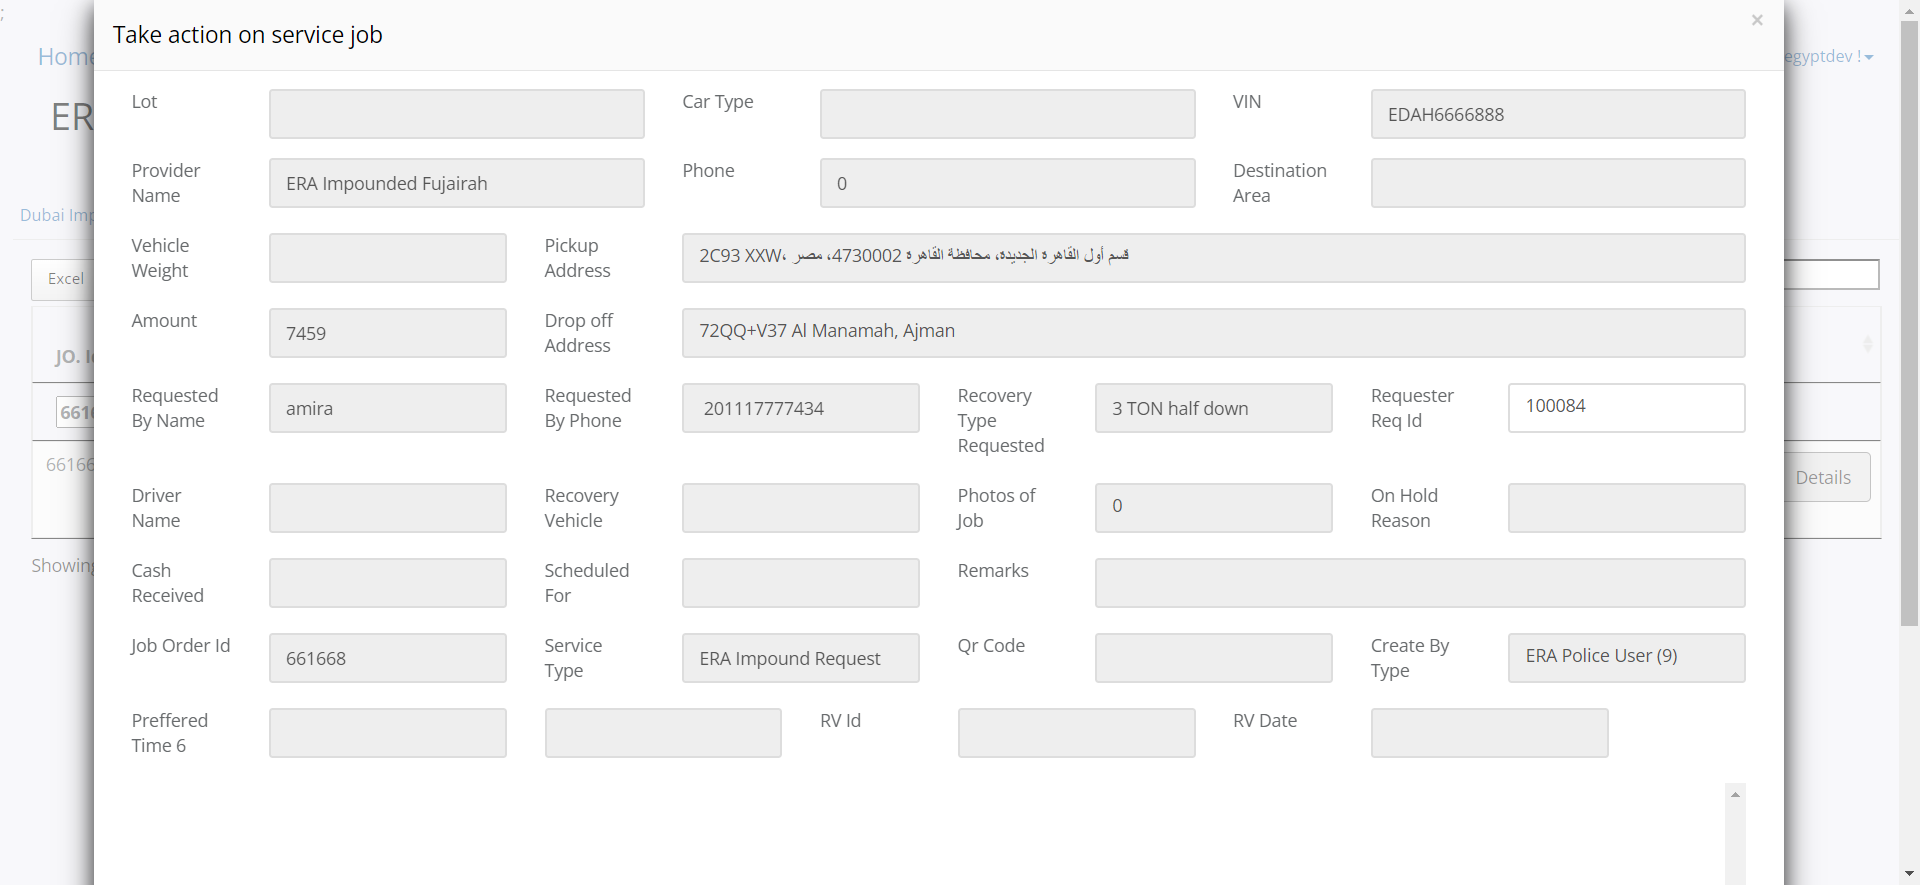 ;
Take action on service job
×
Home
egyptdev !
ER
Dubai Imp
Excel
JO. I
661
66166
Showing
Details
Lot
Car Type
VIN
EDAH6666888
Provider Name
ERA Impounded Fujairah
Phone
0
Destination Area
Vehicle Weight
Pickup Address
2C93 XXW، قسم أول القاهرة الجديدة، محافظة القاهرة 4730002، مصر
Amount
7459
Drop off Address
72QQ+V37 Al Manamah, Ajman
Requested By Name
amira
Requested By Phone
201117777434
Recovery Type Requested
3 TON half down
Requester Req Id
100084
Driver Name
Recovery Vehicle
Photos of Job
0
On Hold Reason
Cash Received
Scheduled For
Remarks
Job Order Id
661668
Service Type
ERA Impound Request
Qr Code
Create By Type
ERA Police User (9)
Preffered Time 6
RV Id
RV Date